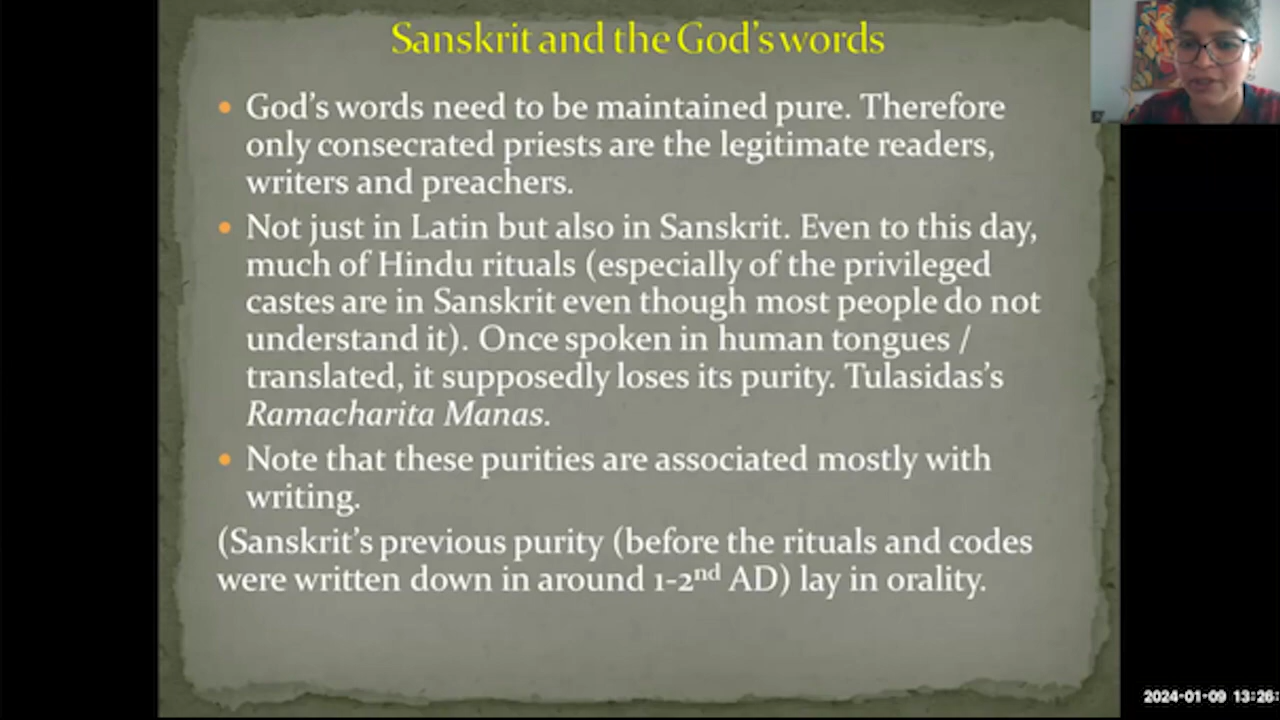 Sanskrit and the God's words
• God's words need to be maintained pure. Therefore
only consecrated priests are the legitimate readers,
writers and preachers.
• Not just in Latin but also in Sanskrit. Even to this day,
much of Hindu rituals (especially of the privileged
castes are in Sanskrit even though most people do not
understand it). Once spoken in human tongues /
translated, it supposedly loses its purity. Tulasidas's
Ramacharita Manas.
• Note that these purities are associated mostly with
writing.
(Sanskrit's previous purity (before the rituals and codes
were written down in around 1-2nd AD) lay in orality.
2024-01-09 13:26: